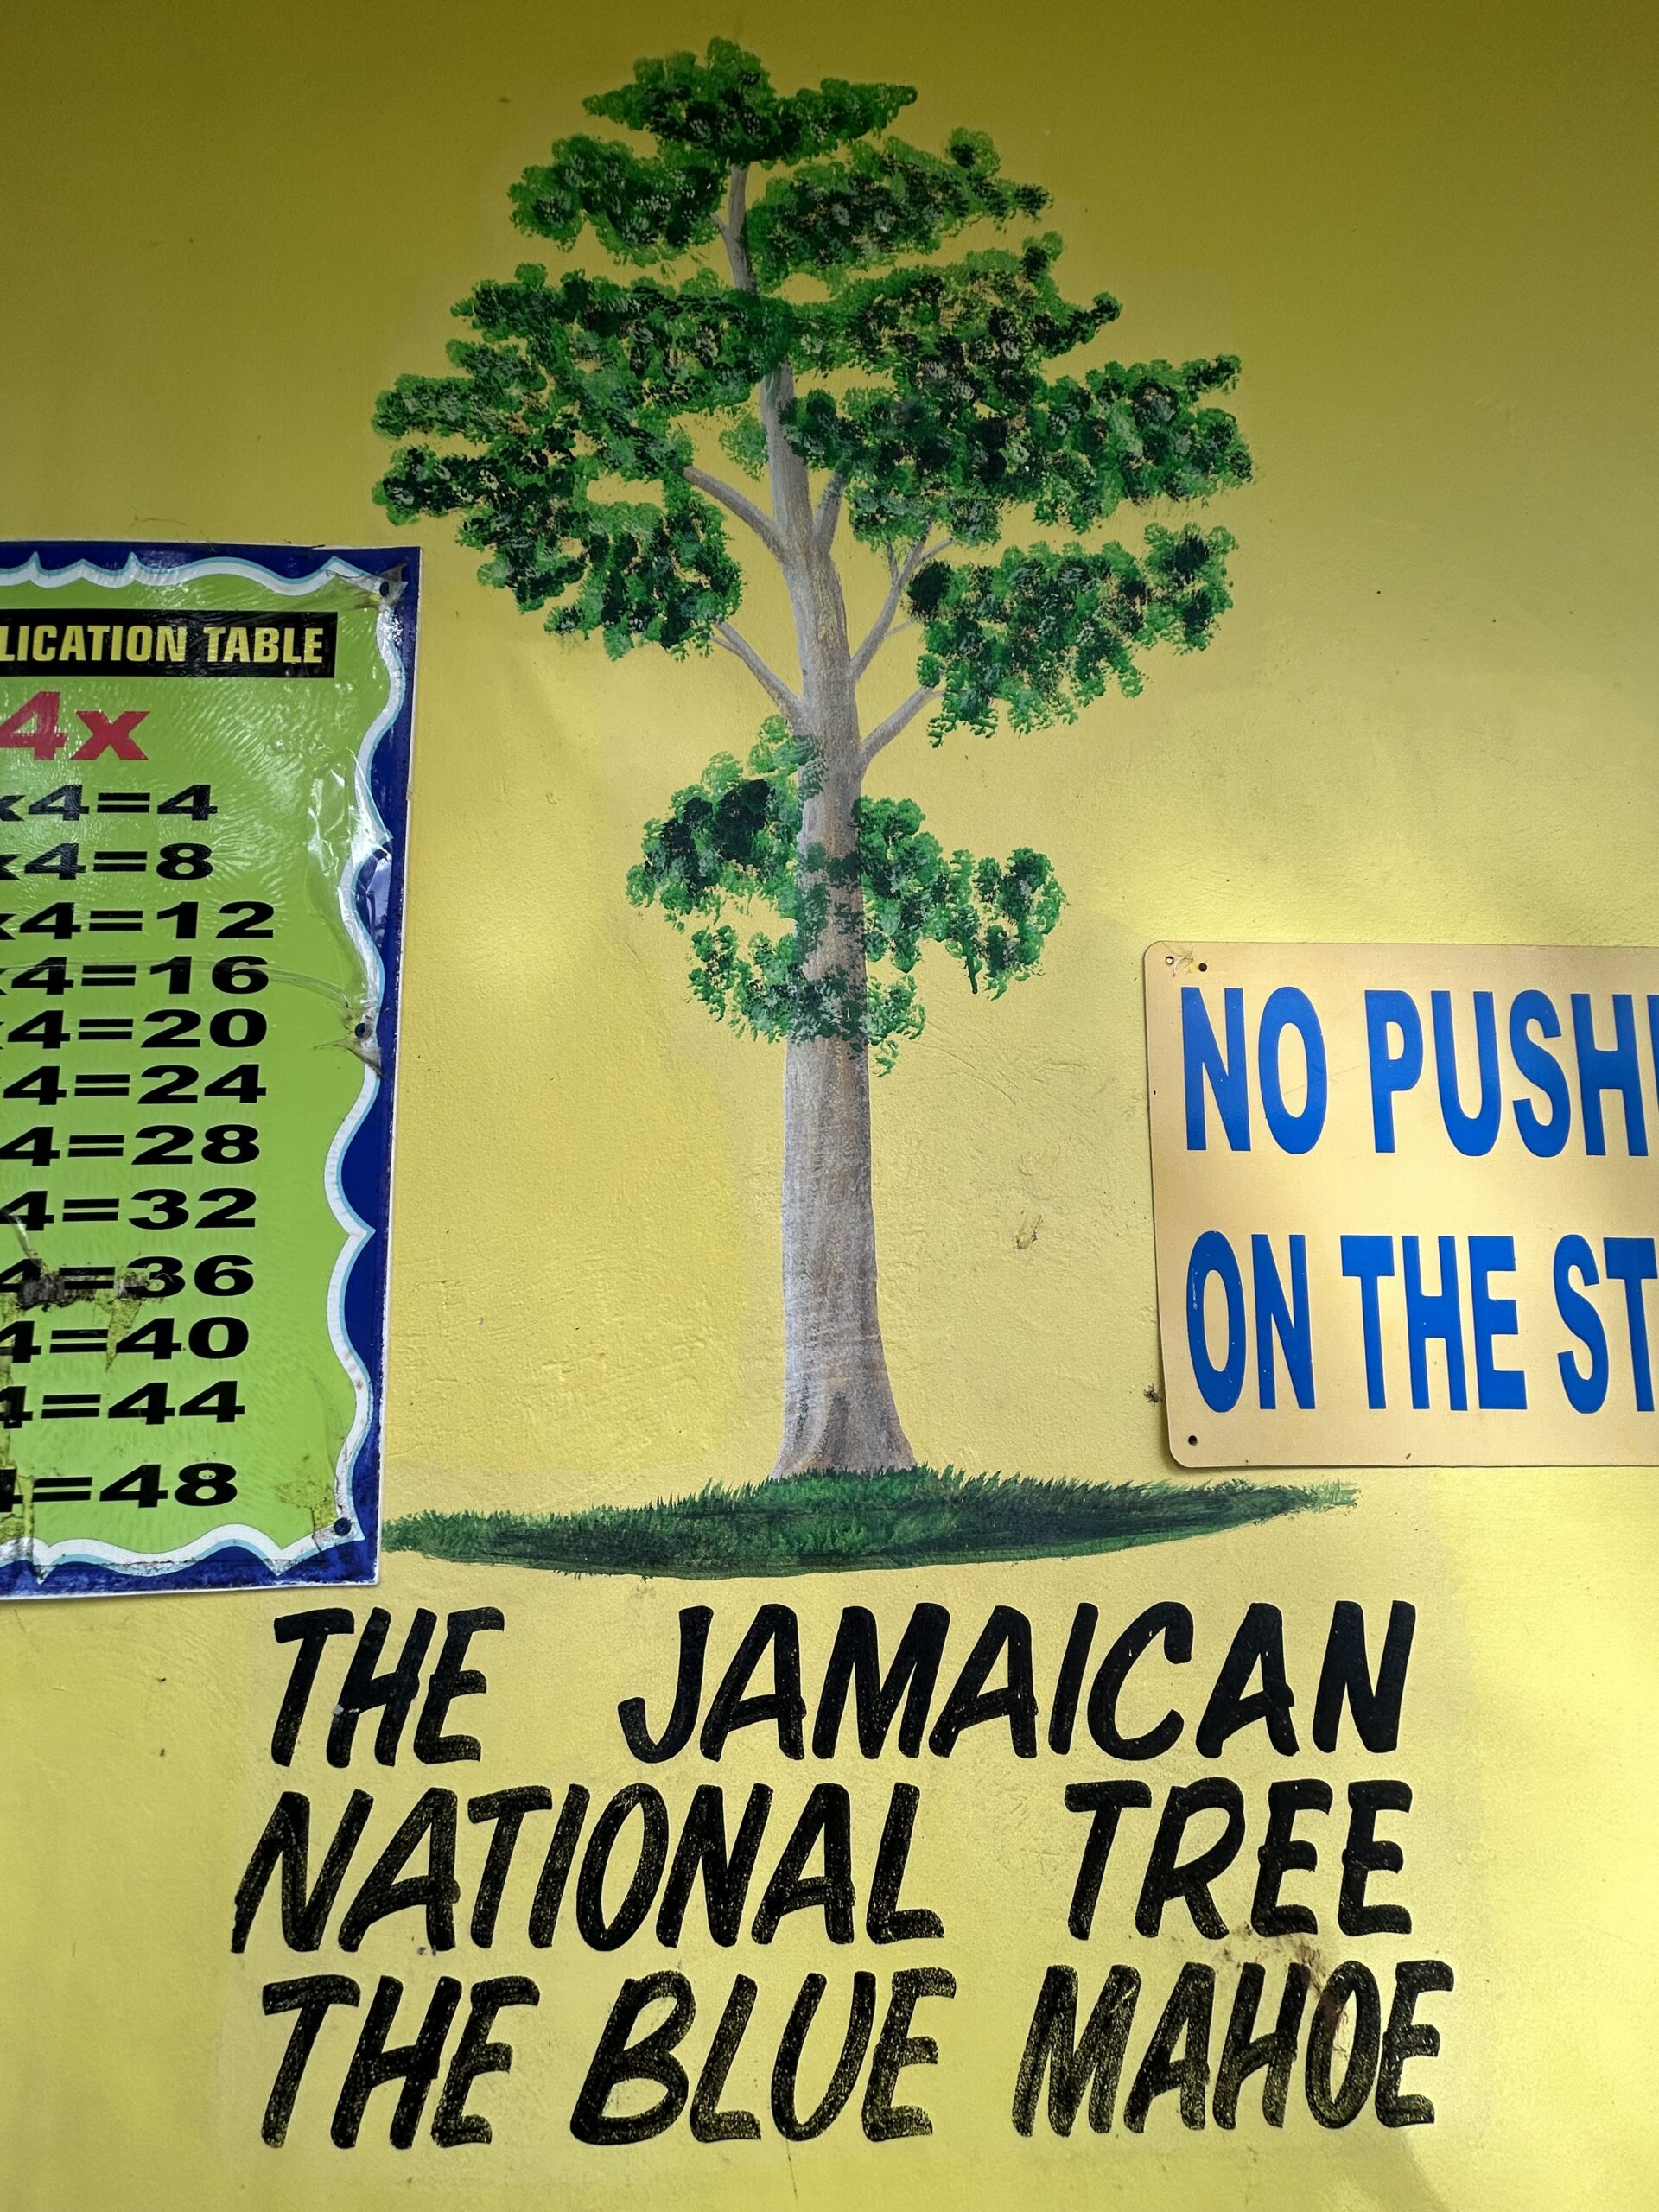 LICATION TABLE
4x
x4=4
x4=8
x4=12
x4=16
x4=20
4=24
4=28
4=32
4=36
4=40
4=44
4=48
NO PUSH
ON THE ST
THE JAMAICAN
NATIONAL TREE
THE BLUE MAHOE